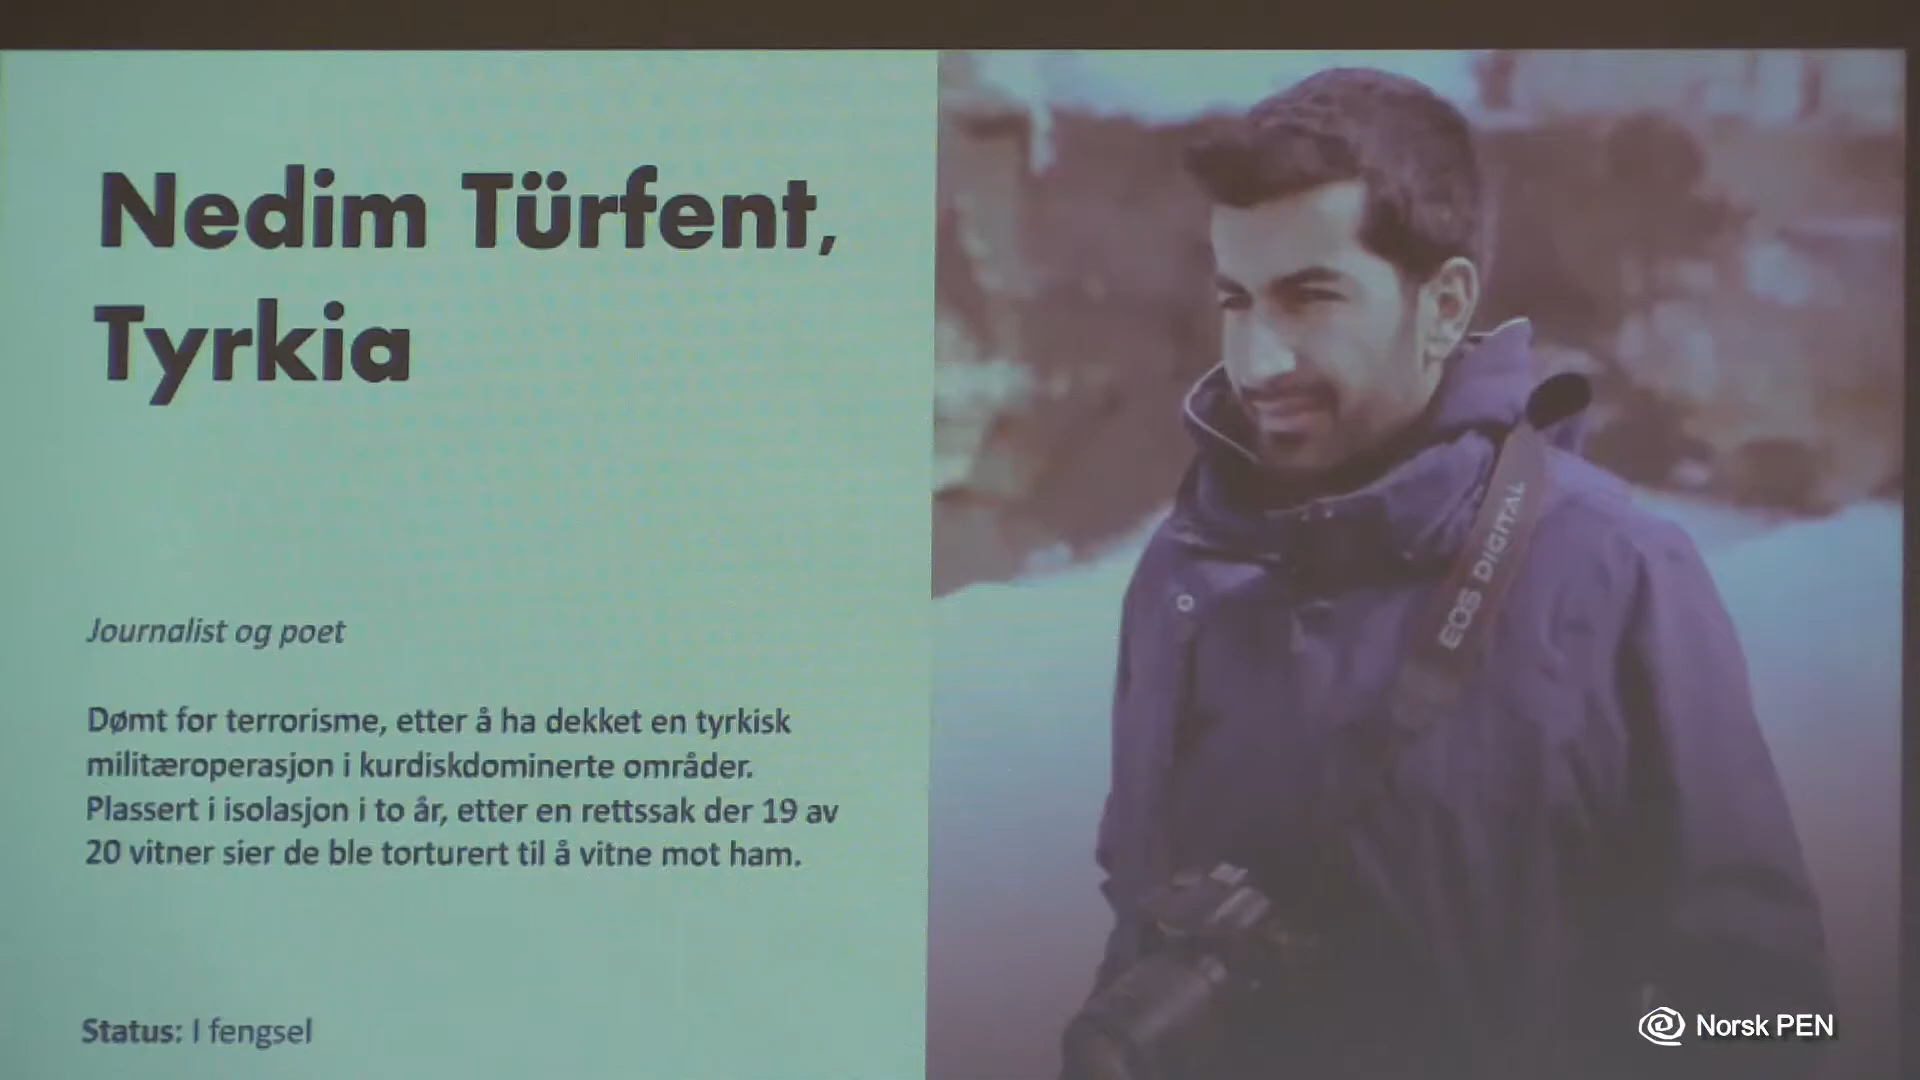 Nedim Türfent,
Tyrkia
Journalist og poet
Dømt for terrorisme, etter å ha dekket en tyrkisk
militæroperasjon i kurdiskdominerte områder.
Plassert i isolasjon i to år, etter en rettssak der 19 av
20 vitner sier de ble torturert til å vitne mot ham.
Status: I fengsel
EOS DIGITAL
Norsk PEN